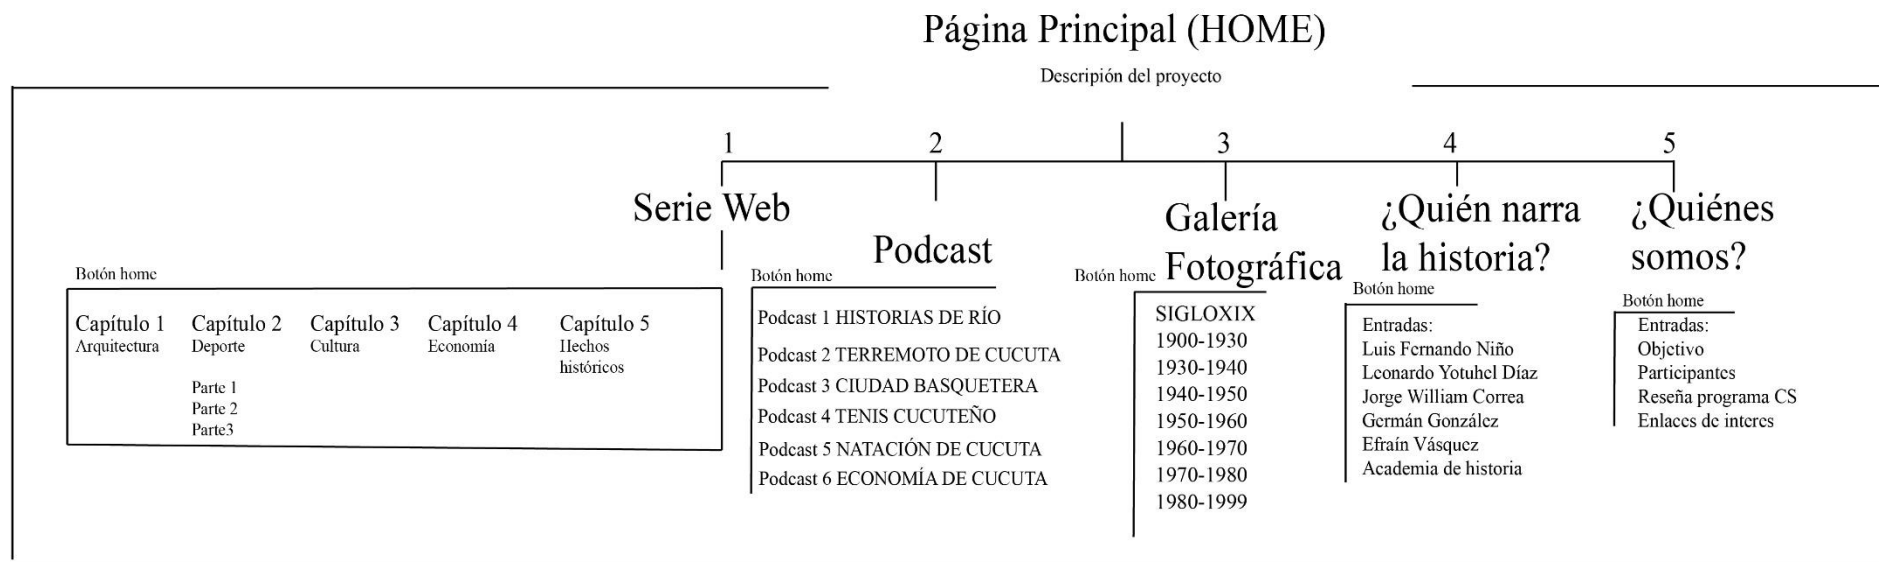 Página Principal (HOME)
Descripión del proyecto
1
2
3
4
5
Serie Web
Botón home
Capítulo 1
Arquitectura
Capítulo 2
Deporte
Parte 1
Parte 2
Parte3
Capítulo 3
Cultura
Capítulo 4
Economía
Capítulo 5
Hechos
históricos
Podcast
Botón home
Podcast 1 HISTORIAS DE RÍO
Podcast 2 TERREMOTO DE CUCUTA
Podcast 3 CIUDAD BASQUETERA
Podcast 4 TENIS CUCUTEÑO
Podcast 5 NATACIÓN DE CUCUTA
Podcast 6 ECONOMÍA DE CUCUTA
Galería
Fotográfica
Botón home
SIGLOXIX
1900-1930
1930-1940
1940-1950
1950-1960
1960-1970
1970-1980
1980-1999
¿Quién narra
la historia?
Botón home
Entradas:
Luis Fernando Niño
Leonardo Yotuhel Díaz
Jorge William Correa
Germán González
Efraín Vásquez
Academia de historia
¿Quiénes
somos?
Botón home
Entradas:
Objetivo
Participantes
Reseña programa CS
Enlaces de interes